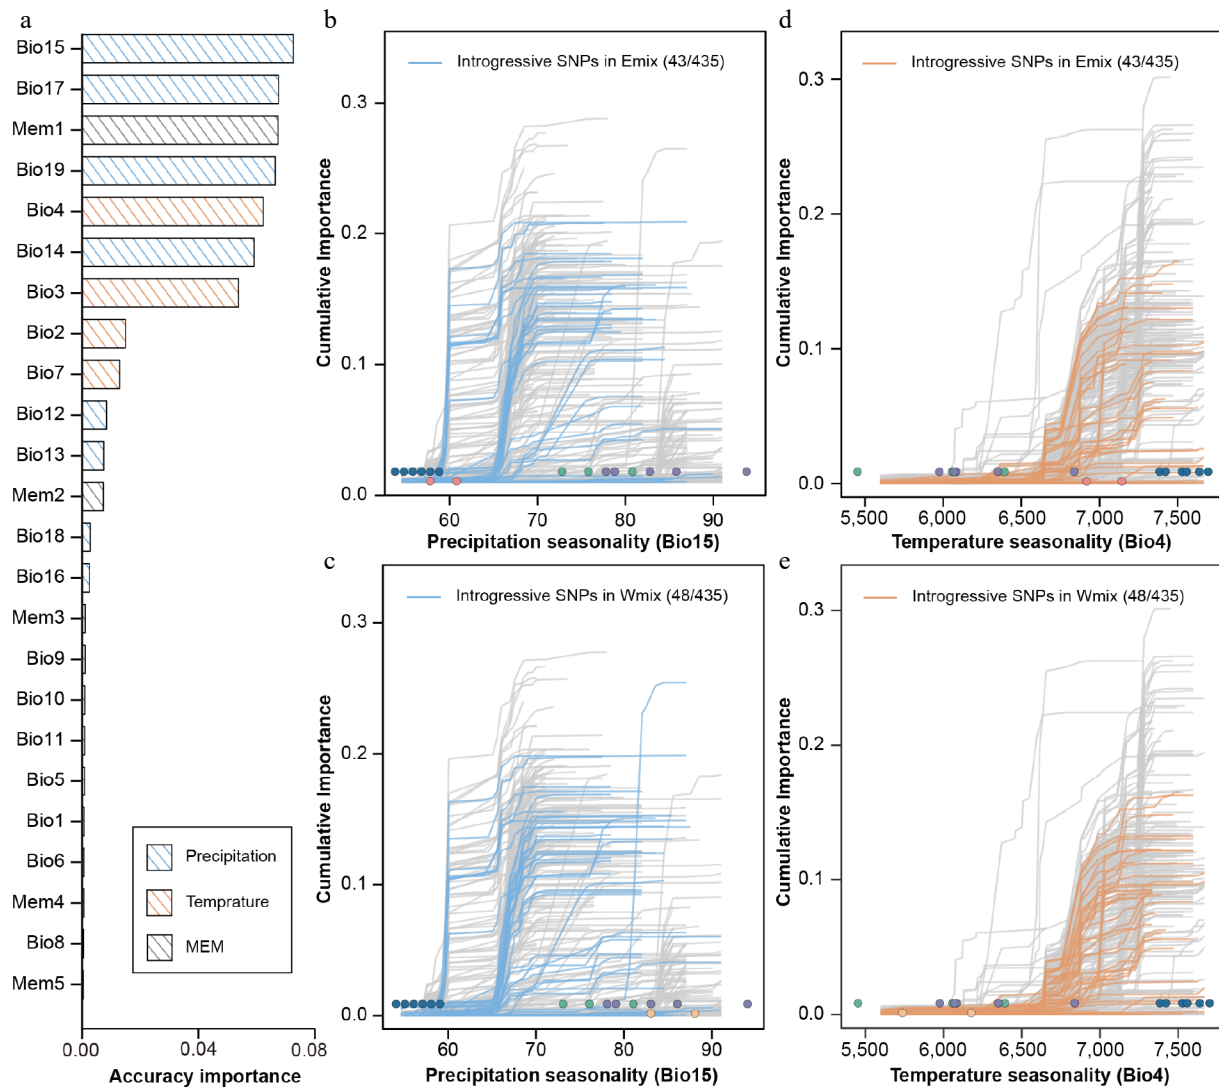 a
Bio15
Bio17
Mem1
Bio19
Bio4
Bio14
Bio3
Bio2
Bio7
Bio12
Bio13
Mem2
Bio18
Bio16
Mem3
Bio9
Bio10
Bio11
Bio5
Bio1
Bio6
Mem4
Bio8
Mem5
Precipitation
Temprature
MEM
0.00 0.04 0.08
Accuracy importance
b
Introgressive SNPs in Emix (43/435)
Cumulative Importance
0.3
0.2
0.1
0.0
60 70 80 90
Precipitation seasonality (Bio15)
c
Introgressive SNPs in Wmix (48/435)
Cumulative Importance
0.3
0.2
0.1
0.0
60 70 80 90
Precipitation seasonality (Bio15)
d
Introgressive SNPs in Emix (43/435)
Cumulative Importance
0.3
0.2
0.1
0.0
5,500 6,000 6,500 7,000 7,500
Temperature seasonality (Bio4)
e
Introgressive SNPs in Wmix (48/435)
Cumulative Importance
0.3
0.2
0.1
0.0
5,500 6,000 6,500 7,000 7,500
Temperature seasonality (Bio4)